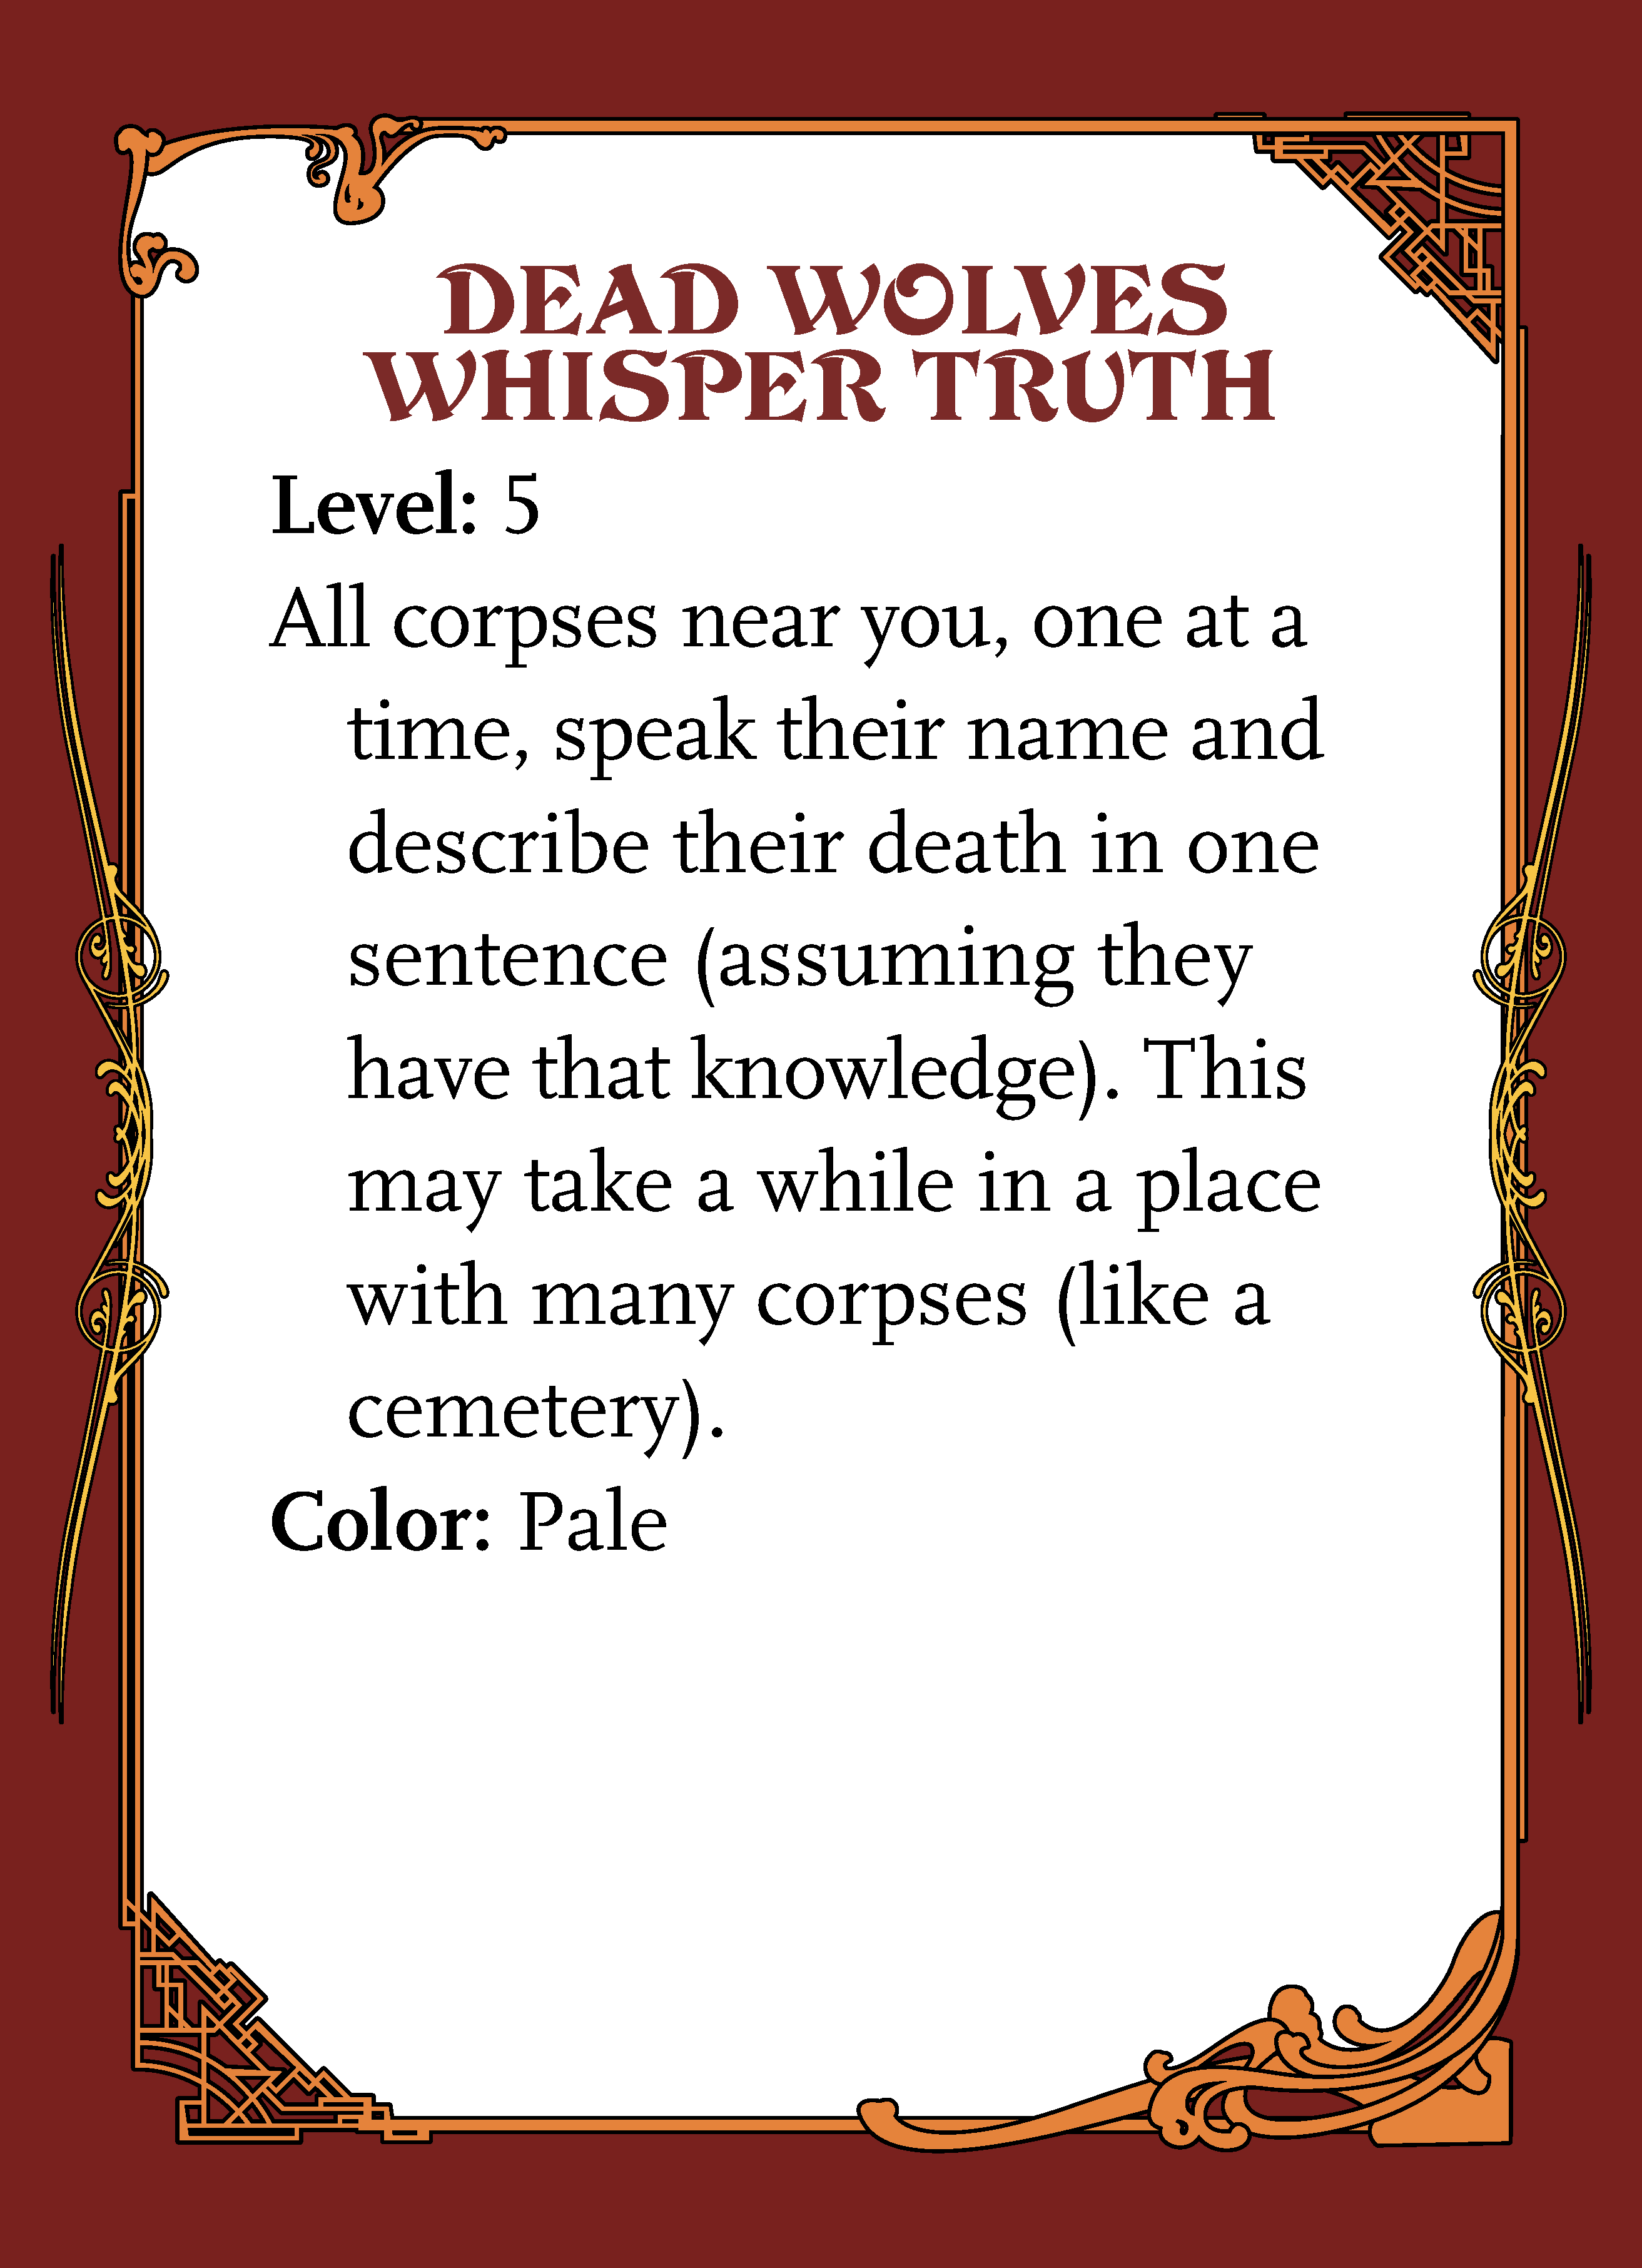 DEAD WOLVES
WHISPER TRUTH
Level: 5
All corpses near you, one at a
time, speak their name and
describe their death in one
sentence (assuming they
have that knowledge). This
may take a while in a place
with many corpses (like a
cemetery).
Color: Pale